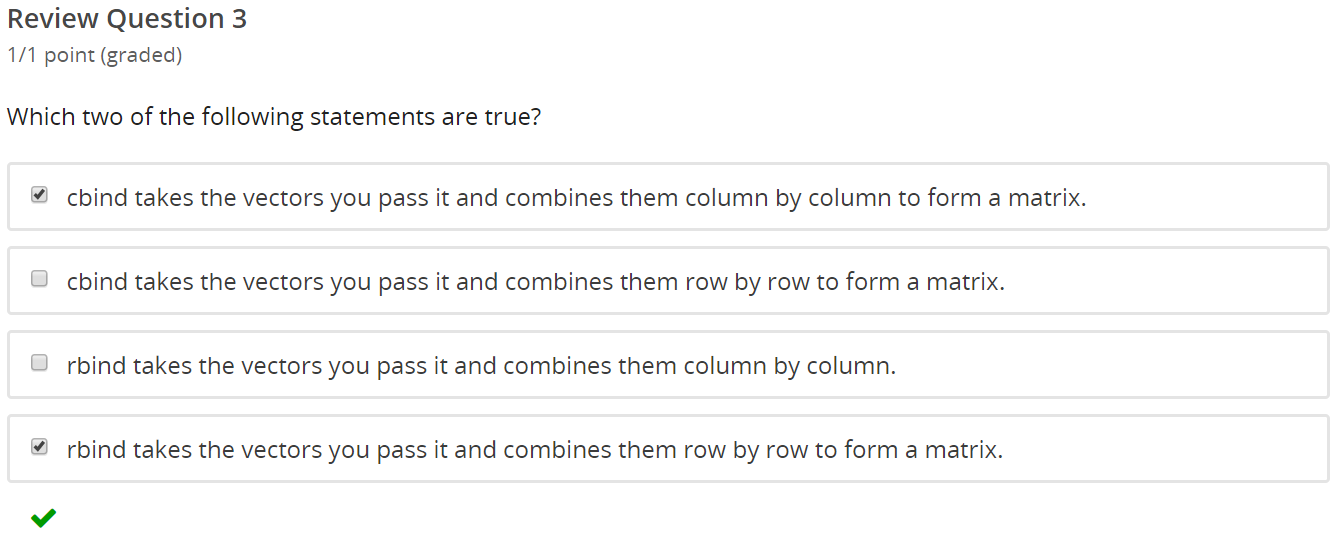 Review Question 3
1/1 point (graded)
Which two of the following statements are true?
cbind takes the vectors you pass it and combines them column by column to form a matrix.
cbind takes the vectors you pass it and combines them row by row to form a matrix.
rbind takes the vectors you pass it and combines them column by column.
rbind takes the vectors you pass it and combines them row by row to form a matrix.